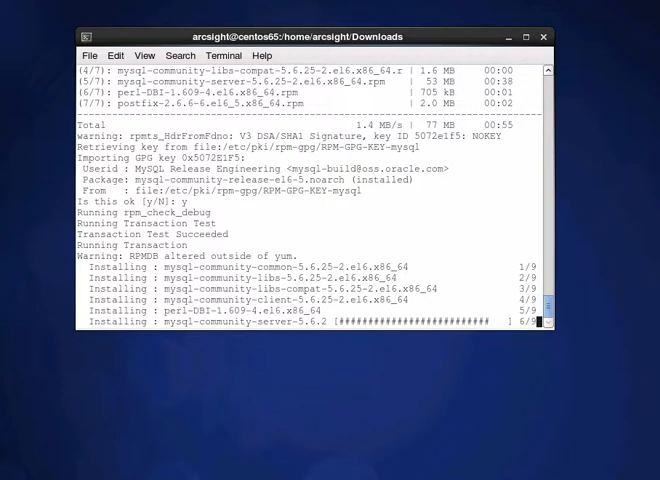 arcsight@centos65:/home/arcsight/Downloads
File Edit View Search Terminal Help
(4/7): mysql-community-libs-compat-5.6.25-2.el6.x86_64.r | 1.6 MB 00:00
(5/7): mysql-community-server-5.6.25-2.el6.x86_64.rpm | 53 MB 00:38
(6/7): perl-DBI-1.609-4.el6.x86_64.rpm | 705 kB 00:01
(7/7): postfix-2.6.6-6.el6_5.x86_64.rpm | 2.0 MB 00:02
--------------------------------------------------------------------------------
Total 1.4 MB/s | 77 MB 00:55
warning: rpmts_HdrFromFdno: V3 DSA/SHA1 Signature, key ID 5072e1f5: NOKEY
Retrieving key from file:/etc/pki/rpm-gpg/RPM-GPG-KEY-mysql
Importing GPG key 0x5072E1F5:
Userid : MySQL Release Engineering <mysql-build@oss.oracle.com>
Package: mysql-community-release-el6-5.noarch (installed)
From : file:/etc/pki/rpm-gpg/RPM-GPG-KEY-mysql
Is this ok [y/N]: y
Running rpm_check_debug
Running Transaction Test
Transaction Test Succeeded
Running Transaction
Warning: RPMDB altered outside of yum.
Installing : mysql-community-common-5.6.25-2.el6.x86_64 1/9
Installing : mysql-community-libs-5.6.25-2.el6.x86_64 2/9
Installing : mysql-community-libs-compat-5.6.25-2.el6.x86_64 3/9
Installing : mysql-community-client-5.6.25-2.el6.x86_64 4/9
Installing : perl-DBI-1.609-4.el6.x86_64 5/9
Installing : mysql-community-server-5.6.2 [########################## ] 6/9